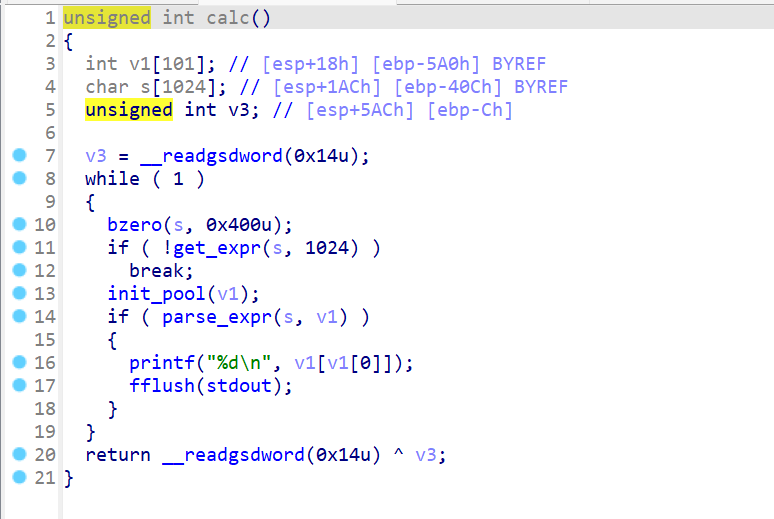 1 unsigned int calc()
2 {
3   int v1[101]; // [esp+18h] [ebp-5A0h] BYREF
4   char s[1024]; // [esp+1ACh] [ebp-40Ch] BYREF
5   unsigned int v3; // [esp+5ACh] [ebp-Ch]
6
7   v3 = __readgsdword(0x14u);
8   while ( 1 )
9   {
10     bzero(s, 0x400u);
11     if ( !get_expr(s, 1024) )
12       break;
13     init_pool(v1);
14     if ( parse_expr(s, v1) )
15     {
16       printf("%d\n", v1[v1[0]]);
17       fflush(stdout);
18     }
19   }
20   return __readgsdword(0x14u) ^ v3;
21 }